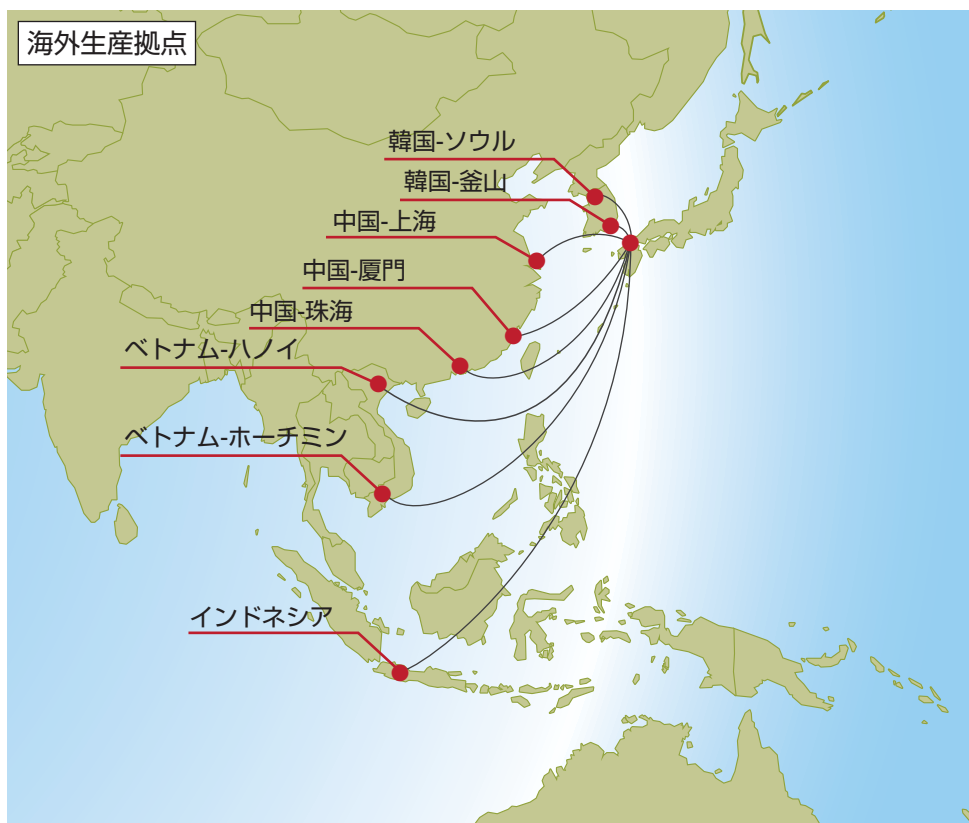 海外生産拠点
韓国-ソウル
韓国-釜山
中国-上海
中国-厦門
中国-珠海
ベトナム-ハノイ
ベトナム-ホーチミン
インドネシア